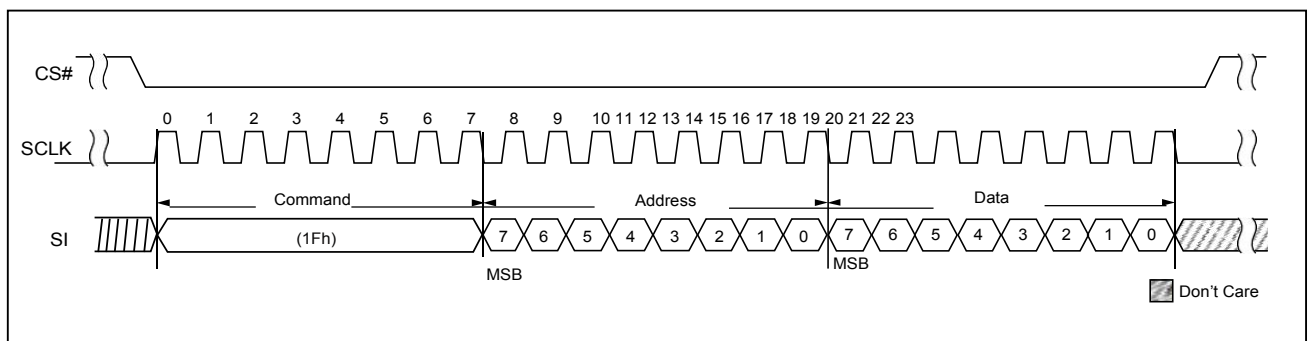 CS#
0 1 2 3 4 5 6 7 8 9 10 11 12 13 14 15 16 17 18 19 20 21 22 23
SCLK
Command Address Data
SI (1Fh) 7 6 5 4 3 2 1 0 7 6 5 4 3 2 1 0
MSB MSB
Don't Care